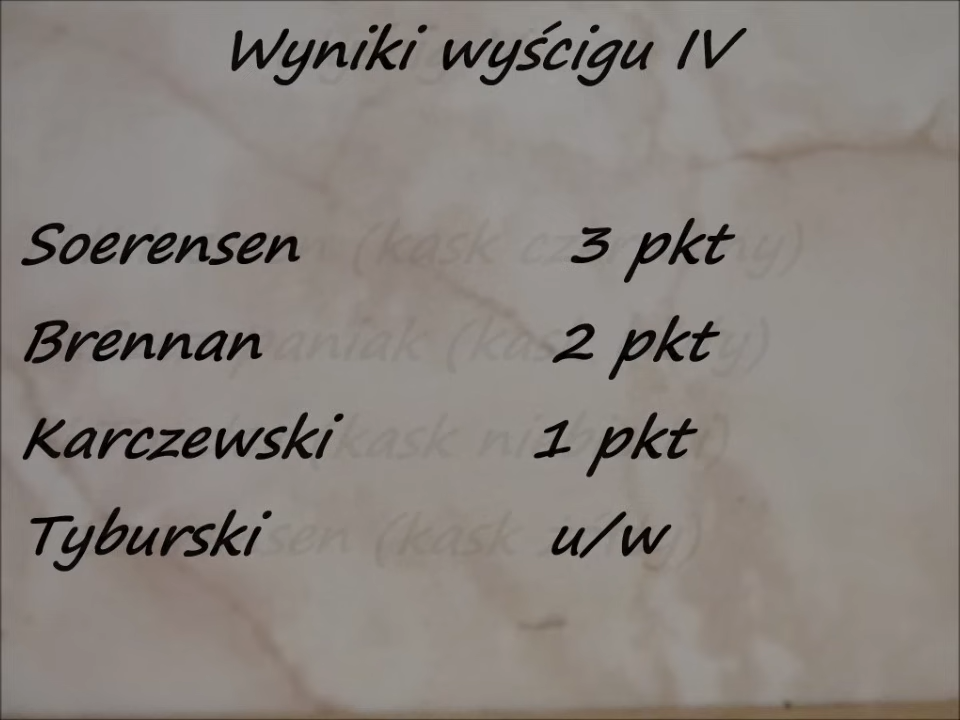 Wyniki wyścigu IV
Soerensen 3 pkt
Brennan 2 pkt
Karczewski 1 pkt
Tyburski u/w